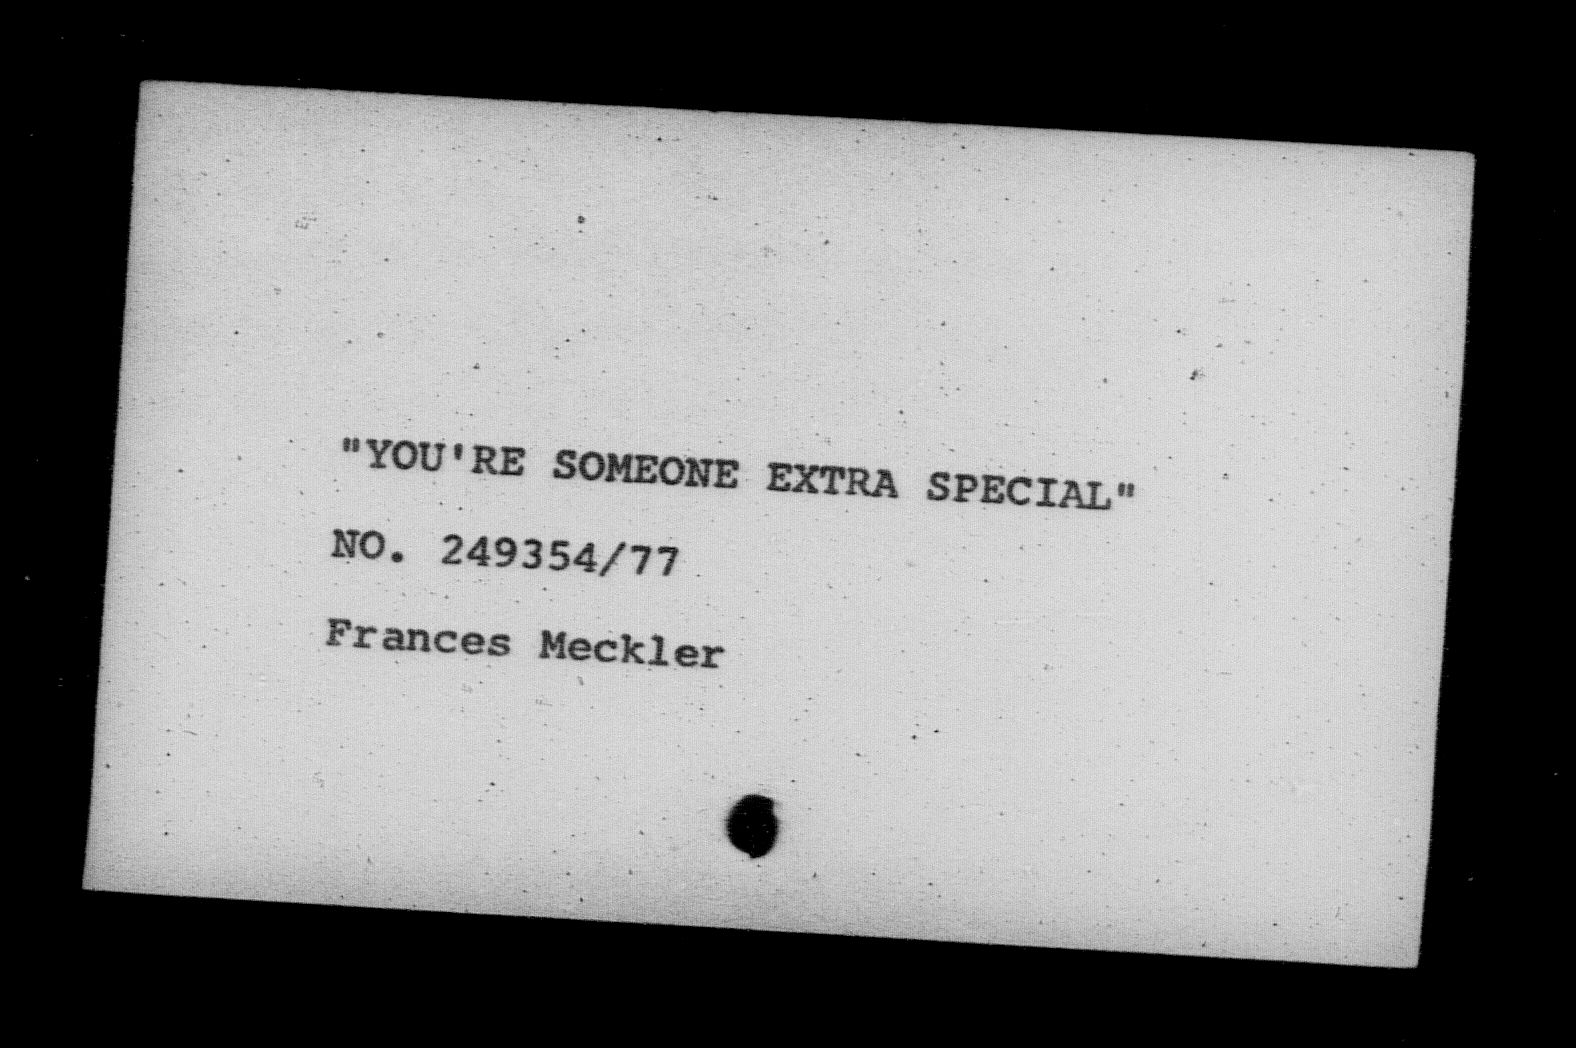 "YOU'RE SOMEONE EXTRA SPECIAL"
NO. 249354/77
Frances Meckler